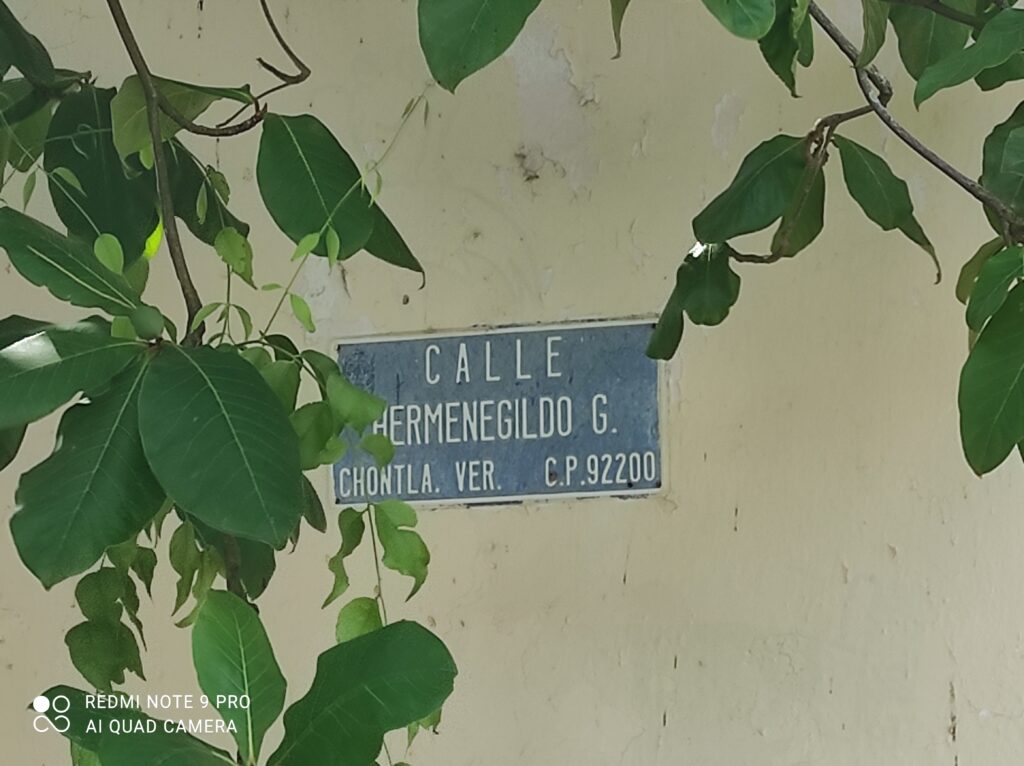 CALLE
HERMENEGILDO G.
CHONTLA. VER. C.P.92200
REDMI NOTE 9 PRO
AI QUAD CAMERA